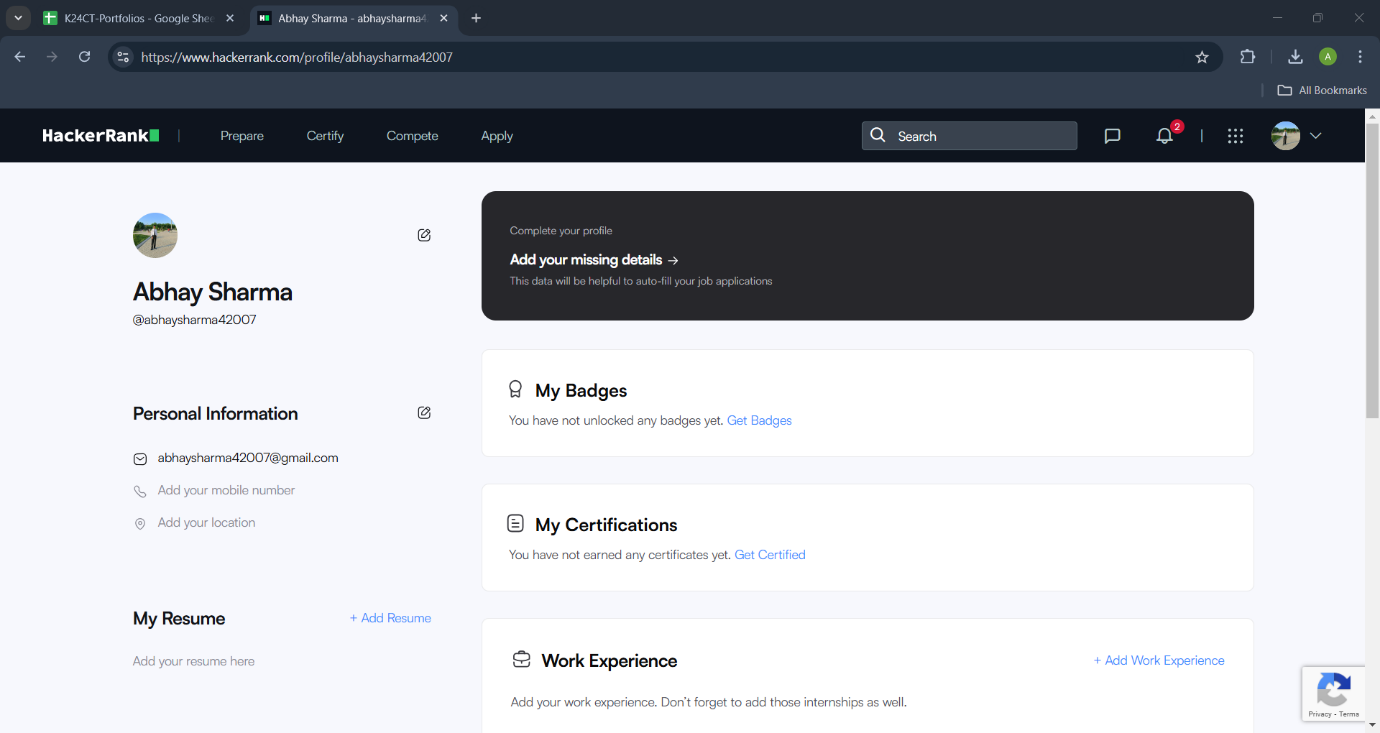 K24CT-Portfolios - Google Shee
Abhay Sharma - abhaysharma4
https://www.hackerrank.com/profile/abhaysharma42007
A
All Bookmarks
HackerRank
Prepare
Certify
Compete
Apply
Search
2
Abhay Sharma
@abhaysharma42007
Personal Information
abhaysharma42007@gmail.com
Add your mobile number
Add your location
My Resume
+ Add Resume
Add your resume here
Complete your profile
Add your missing details →
This data will be helpful to auto-fill your job applications
My Badges
You have not unlocked any badges yet. Get Badges
My Certifications
You have not earned any certificates yet. Get Certified
Work Experience
+ Add Work Experience
Add your work experience. Don't forget to add those internships as well.
Privacy - Terms